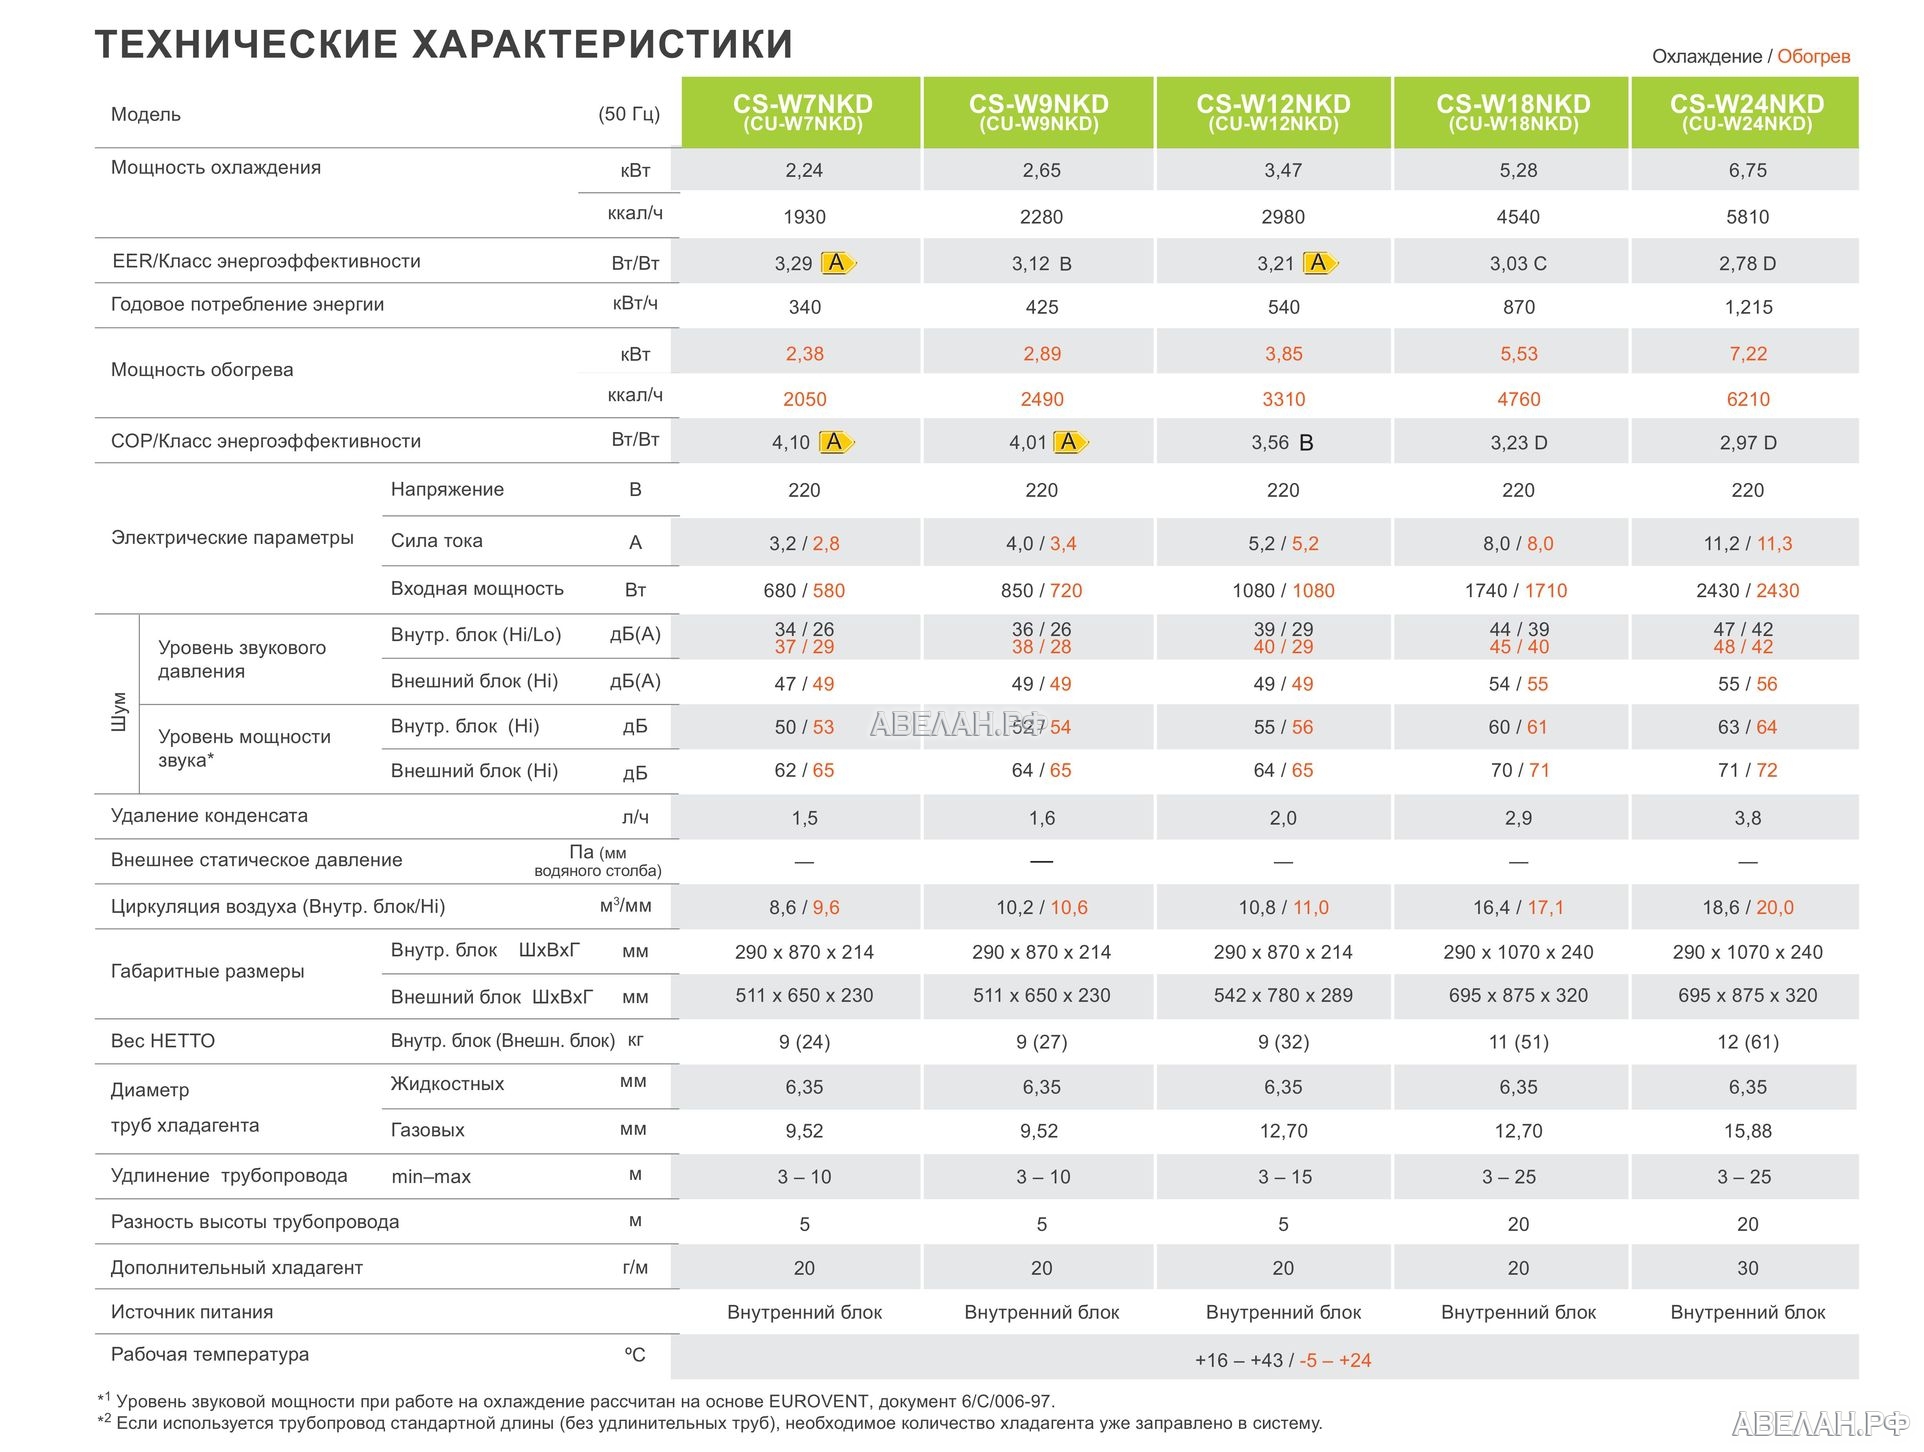 ТЕХНИЧЕСКИЕ ХАРАКТЕРИСТИКИ
Охлаждение / Обогрев
Модель (50 Гц) CS-W7NKD CS-W9NKD CS-W12NKD CS-W18NKD CS-W24NKD
(CU-W7NKD) (CU-W9NKD) (CU-W12NKD) (CU-W18NKD) (CU-W24NKD)
Мощность охлаждения кВт 2,24 2,65 3,47 5,28 6,75
ккал/ч 1930 2280 2980 4540 5810
EER/Класс энергоэффективности Вт/Вт 3,29 A 3,12 B 3,21 A 3,03 C 2,78 D
Годовое потребление энергии кВт/ч 340 425 540 870 1,215
Мощность обогрева кВт 2,38 2,89 3,85 5,53 7,22
ккал/ч 2050 2490 3310 4760 6210
COP/Класс энергоэффективности Вт/Вт 4,10 A 4,01 A 3,56 B 3,23 D 2,97 D
Электрические параметры Напряжение В 220 220 220 220 220
Сила тока А 3,2 / 2,8 4,0 / 3,4 5,2 / 5,2 8,0 / 8,0 11,2 / 11,3
Входная мощность Вт 680 / 580 850 / 720 1080 / 1080 1740 / 1710 2430 / 2430
Шум
Уровень звукового давления Внутр. блок (Hi/Lo) дБ(А) 34 / 26 36 / 26 39 / 29 44 / 39 47 / 42
37 / 29 38 / 28 40 / 29 45 / 40 48 / 42
Внешний блок (Hi) дБ(А) 47 / 49 49 / 49 49 / 49 54 / 55 55 / 56
Уровень мощности звука* Внутр. блок (Hi) дБ 50 / 53 52 / 54 55 / 56 60 / 61 63 / 64
АВЕЛАН.РФ
Внешний блок (Hi) дБ 62 / 65 64 / 65 64 / 65 70 / 71 71 / 72
Удаление конденсата л/ч 1,5 1,6 2,0 2,9 3,8
Внешнее статическое давление Па (мм водяного столба) — — — — —
Циркуляция воздуха (Внутр. блок/Hi) м³/мм 8,6 / 9,6 10,2 / 10,6 10,8 / 11,0 16,4 / 17,1 18,6 / 20,0
Габаритные размеры Внутр. блок ШхВхГ мм 290 x 870 x 214 290 x 870 x 214 290 x 870 x 214 290 x 1070 x 240 290 x 1070 x 240
Внешний блок ШхВхГ мм 511 x 650 x 230 511 x 650 x 230 542 x 780 x 289 695 x 875 x 320 695 x 875 x 320
Вес НЕТТО Внутр. блок (Внешн. блок) кг 9 (24) 9 (27) 9 (32) 11 (51) 12 (61)
Диаметр труб хладагента Жидкостных мм 6,35 6,35 6,35 6,35 6,35
Газовых мм 9,52 9,52 12,70 12,70 15,88
Удлинение трубопровода min–max м 3 – 10 3 – 10 3 – 15 3 – 25 3 – 25
Разность высоты трубопровода м 5 5 5 20 20
Дополнительный хладагент г/м 20 20 20 20 30
Источник питания Внутренний блок Внутренний блок Внутренний блок Внутренний блок Внутренний блок
Рабочая температура ºС +16 – +43 / -5 – +24
*¹ Уровень звуковой мощности при работе на охлаждение рассчитан на основе EUROVENT, документ 6/C/006-97.
*² Если используется трубопровод стандартной длины (без удлинительных труб), необходимое количество хладагента уже заправлено в систему.
АВЕЛАН.РФ